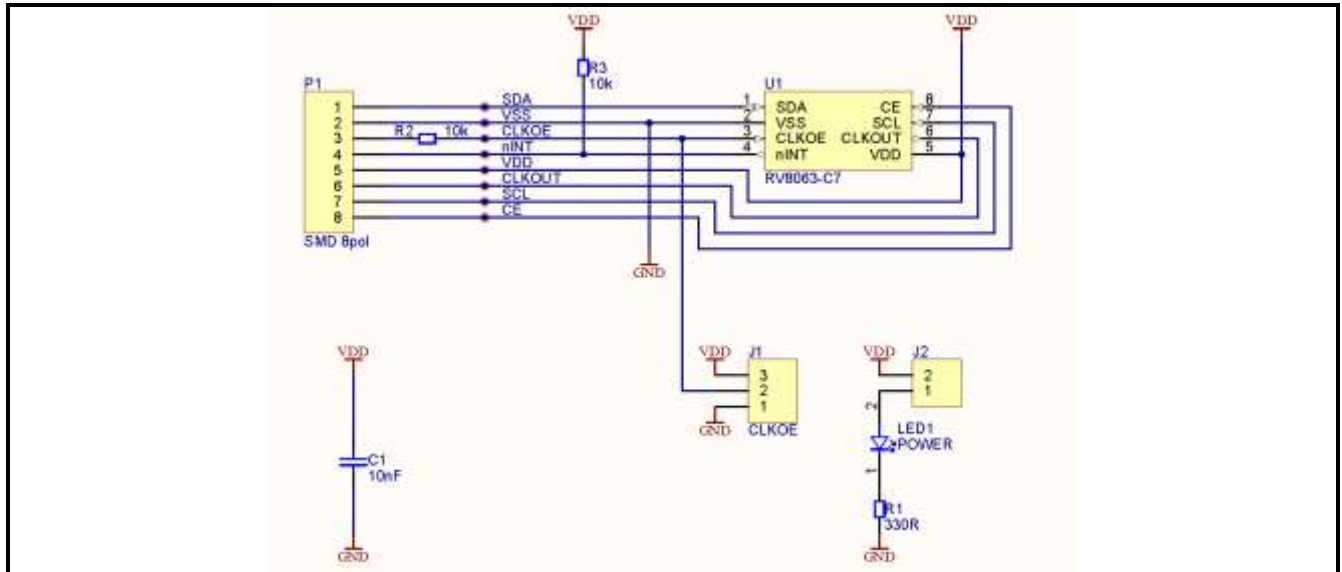 VDD VDD
P1 R3 10k U1
1 SDA 1 SDA CE 8
2 VSS 2 VSS SCL 7
3 R2 10k CLKOE 3 CLKOE CLKOUT 6
4 nINT 4 nINT VDD 5
5 VDD RV8063-C7
6 CLKOUT
7 SCL
8 CE
SMD 8pol
GND
VDD VDD J1 VDD J2
3 2
2 1
1
GND CLKOE
2
LED1
POWER
1
C1
10nF
R1
330R
GND GND